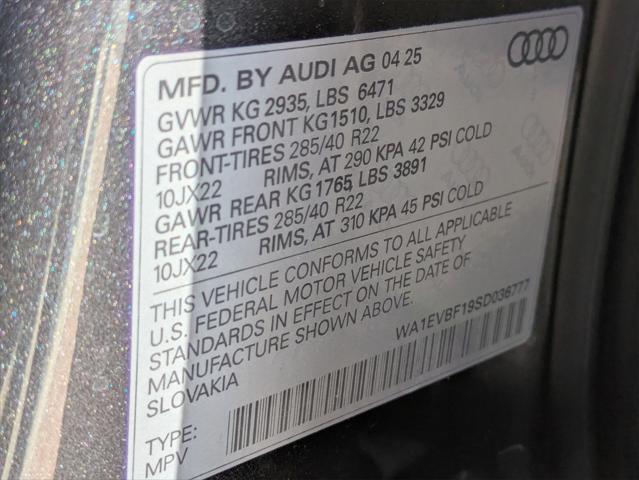 MFD. BY AUDI AG 04 25
GVWR KG 2935, LBS 6471
GAWR FRONT KG1510, LBS 3329
FRONT-TIRES 285/40 R22
10JX22 RIMS, AT 290 KPA 42 PSI COLD
GAWR REAR KG 1765, LBS 3891
REAR-TIRES 285/40 R22
10JX22 RIMS, AT 310 KPA 45 PSI COLD
THIS VEHICLE CONFORMS TO ALL APPLICABLE
U.S. FEDERAL MOTOR VEHICLE SAFETY
STANDARDS IN EFFECT ON THE DATE OF
MANUFACTURE SHOWN ABOVE.
SLOVAKIA
WA1EVBF19SD036777
TYPE:
MPV